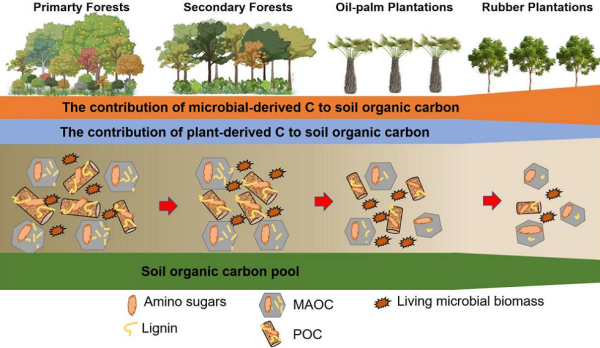 Primarty Forests
Secondary Forests
Oil-palm Plantations
Rubber Plantations
The contribution of microbial-derived C to soil organic carbon
The contribution of plant-derived C to soil organic carbon
Soil organic carbon pool
Amino sugars
MAOC
Living microbial biomass
Lignin
POC